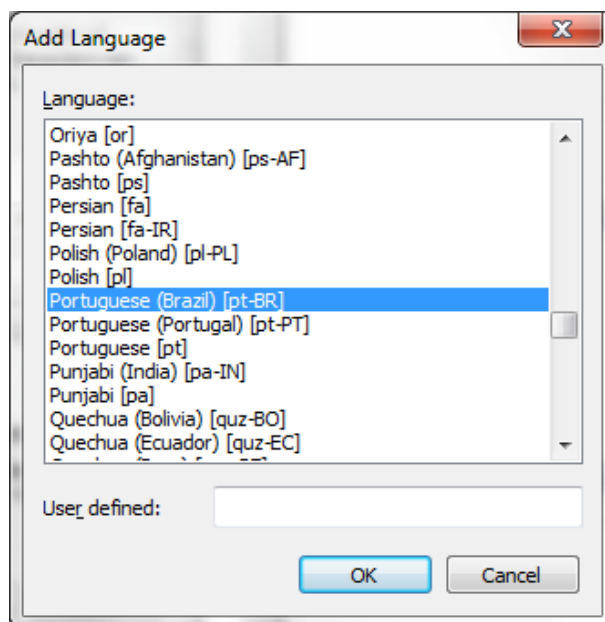 Add Language
Language:
Oriya [or]
Pashto (Afghanistan) [ps-AF]
Pashto [ps]
Persian [fa]
Persian [fa-IR]
Polish (Poland) [pl-PL]
Polish [pl]
Portuguese (Brazil) [pt-BR]
Portuguese (Portugal) [pt-PT]
Portuguese [pt]
Punjabi (India) [pa-IN]
Punjabi [pa]
Quechua (Bolivia) [quz-BO]
Quechua (Ecuador) [quz-EC]
User defined:
OK
Cancel